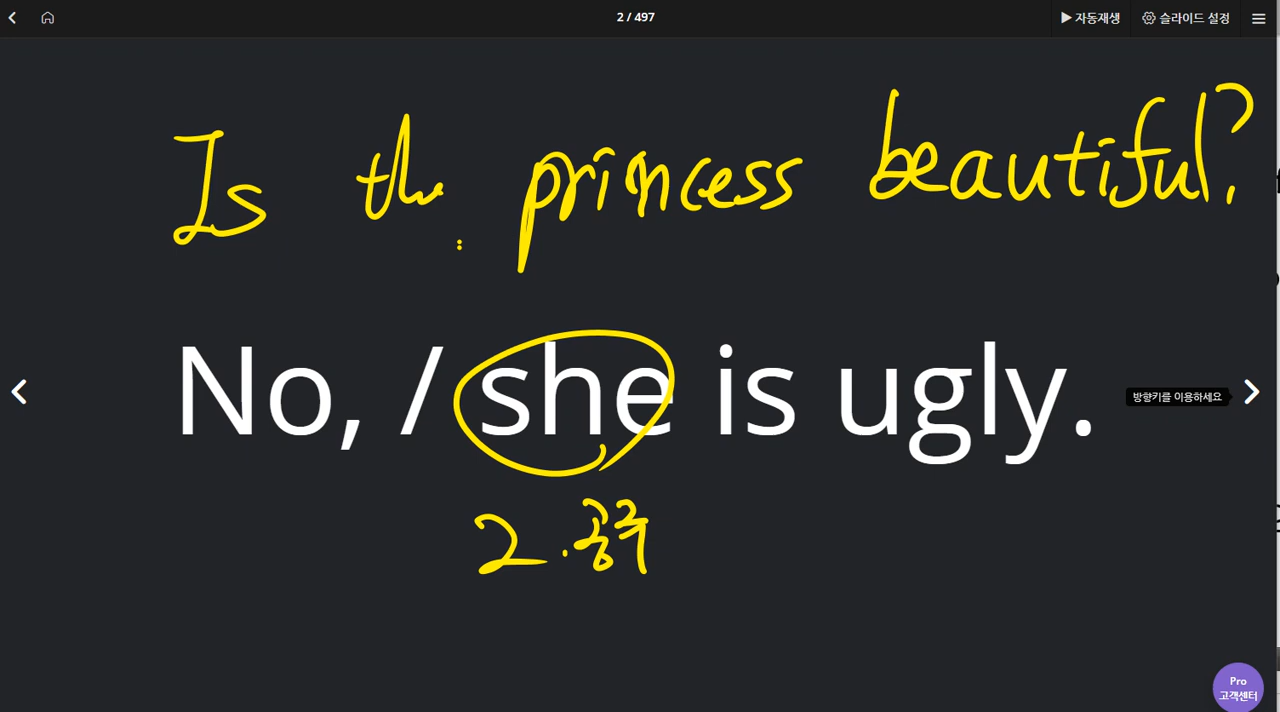 2 / 497
▶ 자동재생
슬라이드 설정
Is the princess beautiful?
No, / she is ugly.
방향키를 이용하세요
2.공주
Pro
고객센터